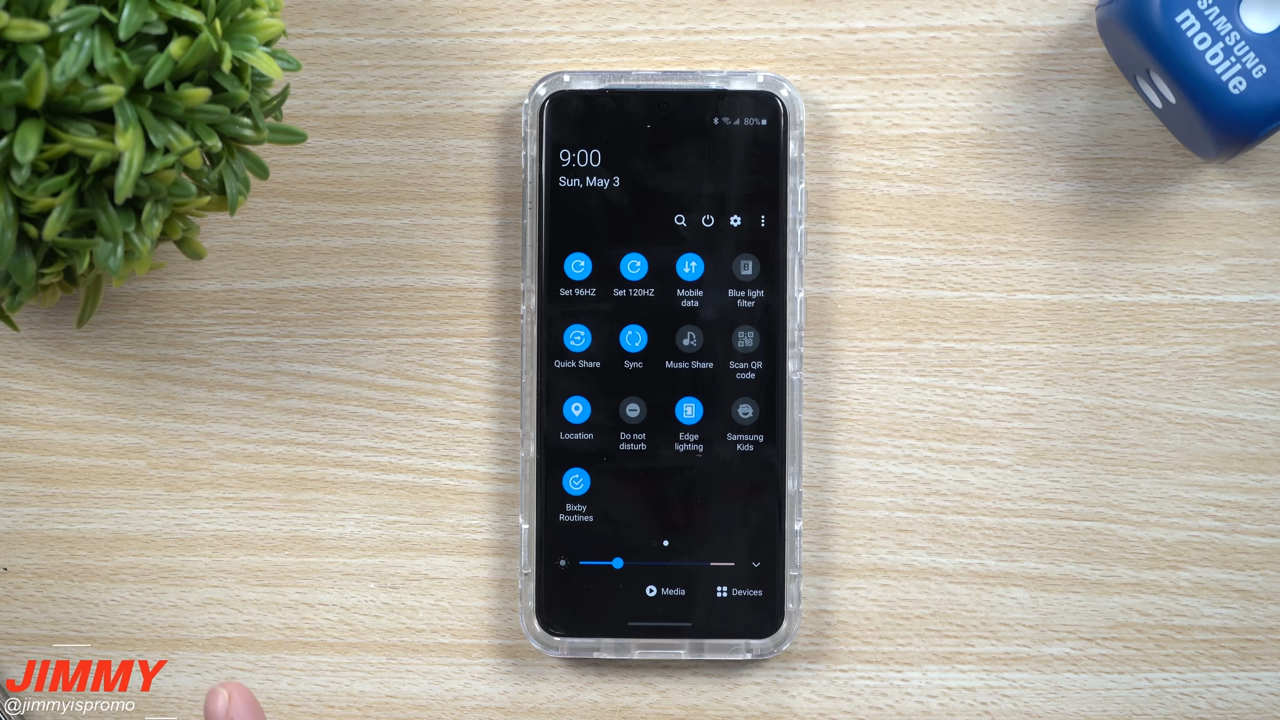 SAMSUNG
mobile
80%
9:00
Sun, May 3
Set 96HZ
Set 120HZ
Mobile
data
Blue light
filter
B
Quick Share
Sync
Music Share
Scan QR
code
Location
Do not
disturb
Edge
lighting
Samsung
Kids
Bixby
Routines
Media
Devices
JIMMY
@jimmyispromo